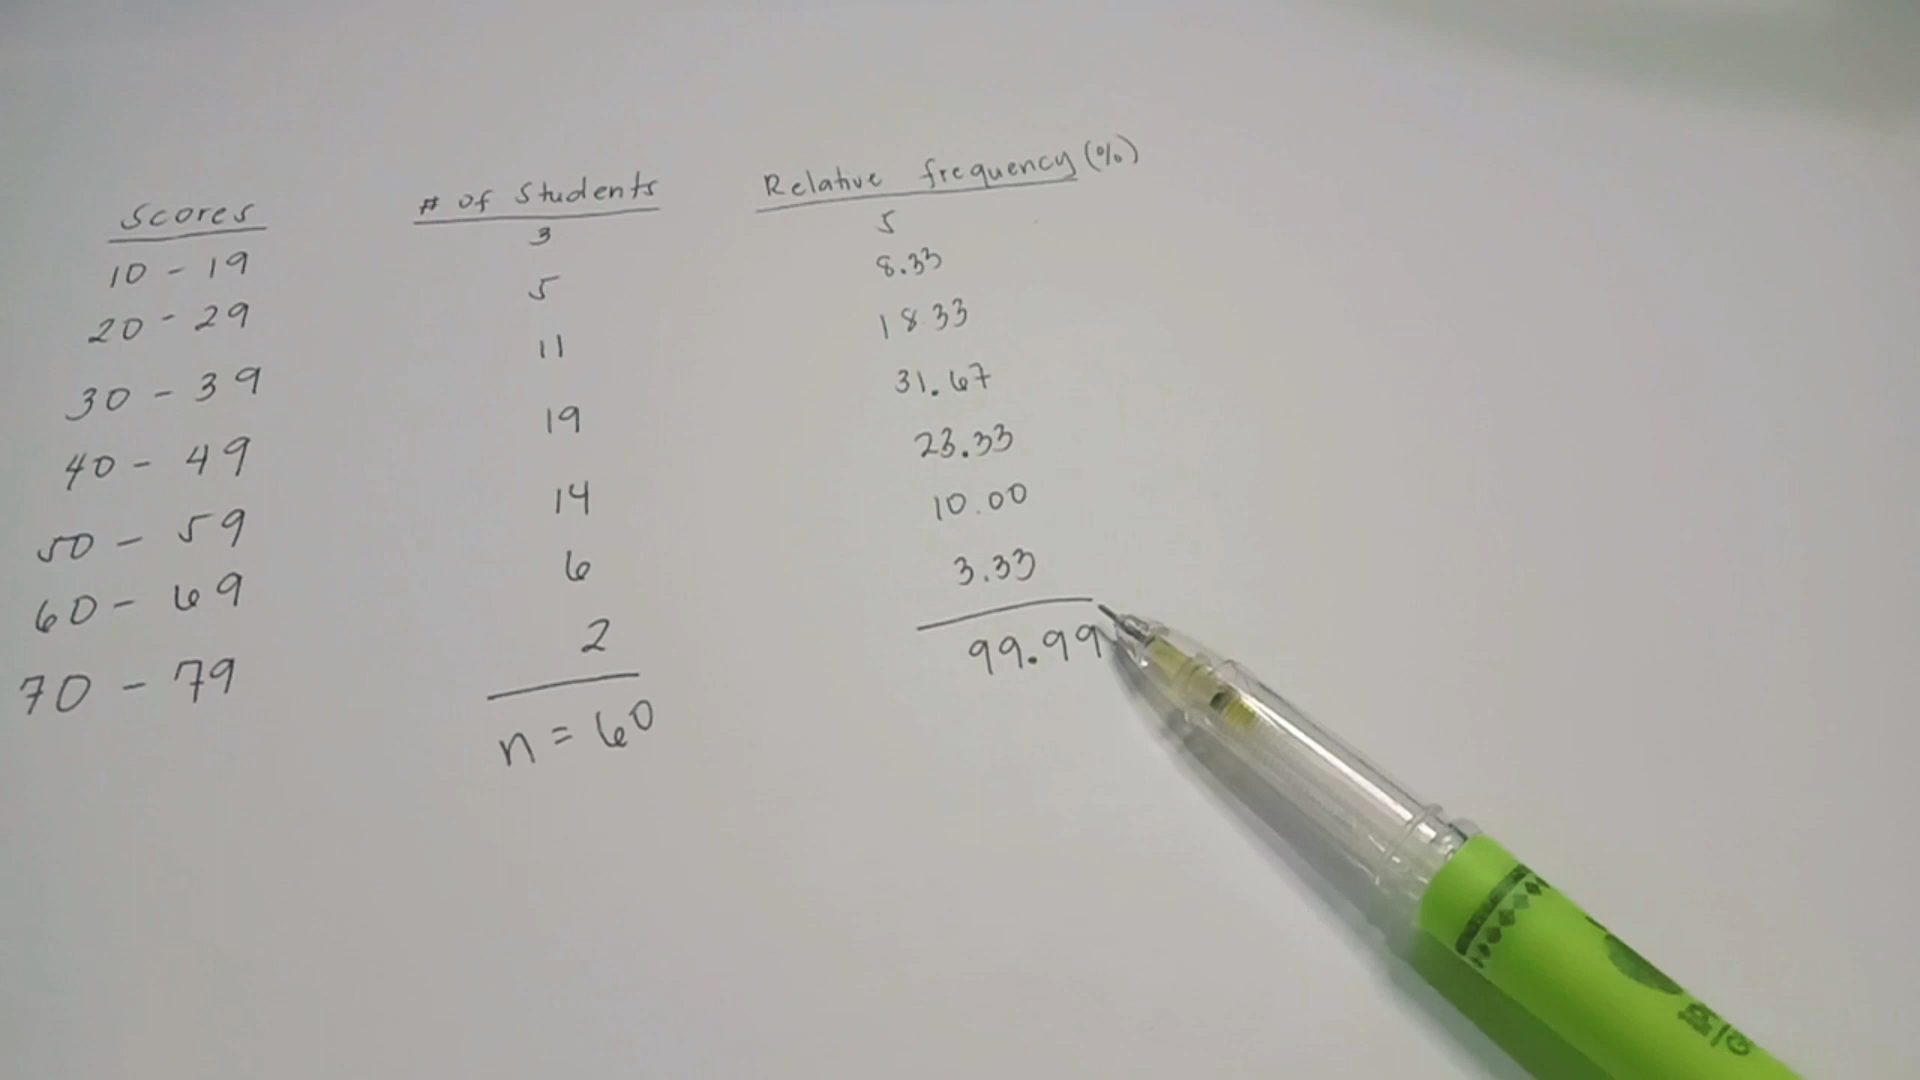 Scores # of Students Relative frequency (%)
10 - 19 3 5
20 - 29 5 8.33
30 - 39 11 18.33
40 - 49 19 31.67
50 - 59 14 23.33
60 - 69 6 10.00
70 - 79 2 3.33
n = 60 99.99